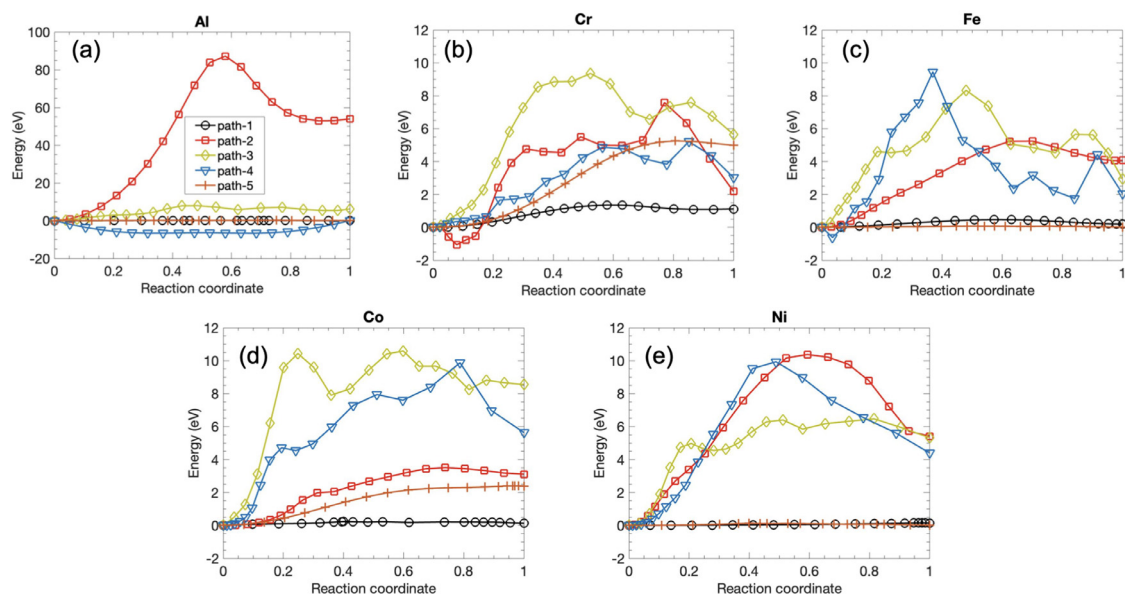 Al
(a)
100
80
60
40
20
0
-20
Energy (eV)
path-1
path-2
path-3
path-4
path-5
0 0.2 0.4 0.6 0.8 1
Reaction coordinate
Cr
(b)
12
10
8
6
4
2
0
-2
Energy (eV)
0 0.2 0.4 0.6 0.8 1
Reaction coordinate
Fe
(c)
12
10
8
6
4
2
0
-2
Energy (eV)
0 0.2 0.4 0.6 0.8 1
Reaction coordinate
Co
(d)
12
10
8
6
4
2
0
-2
Energy (eV)
0 0.2 0.4 0.6 0.8 1
Reaction coordinate
Ni
(e)
12
10
8
6
4
2
0
-2
Energy (eV)
0 0.2 0.4 0.6 0.8 1
Reaction coordinate